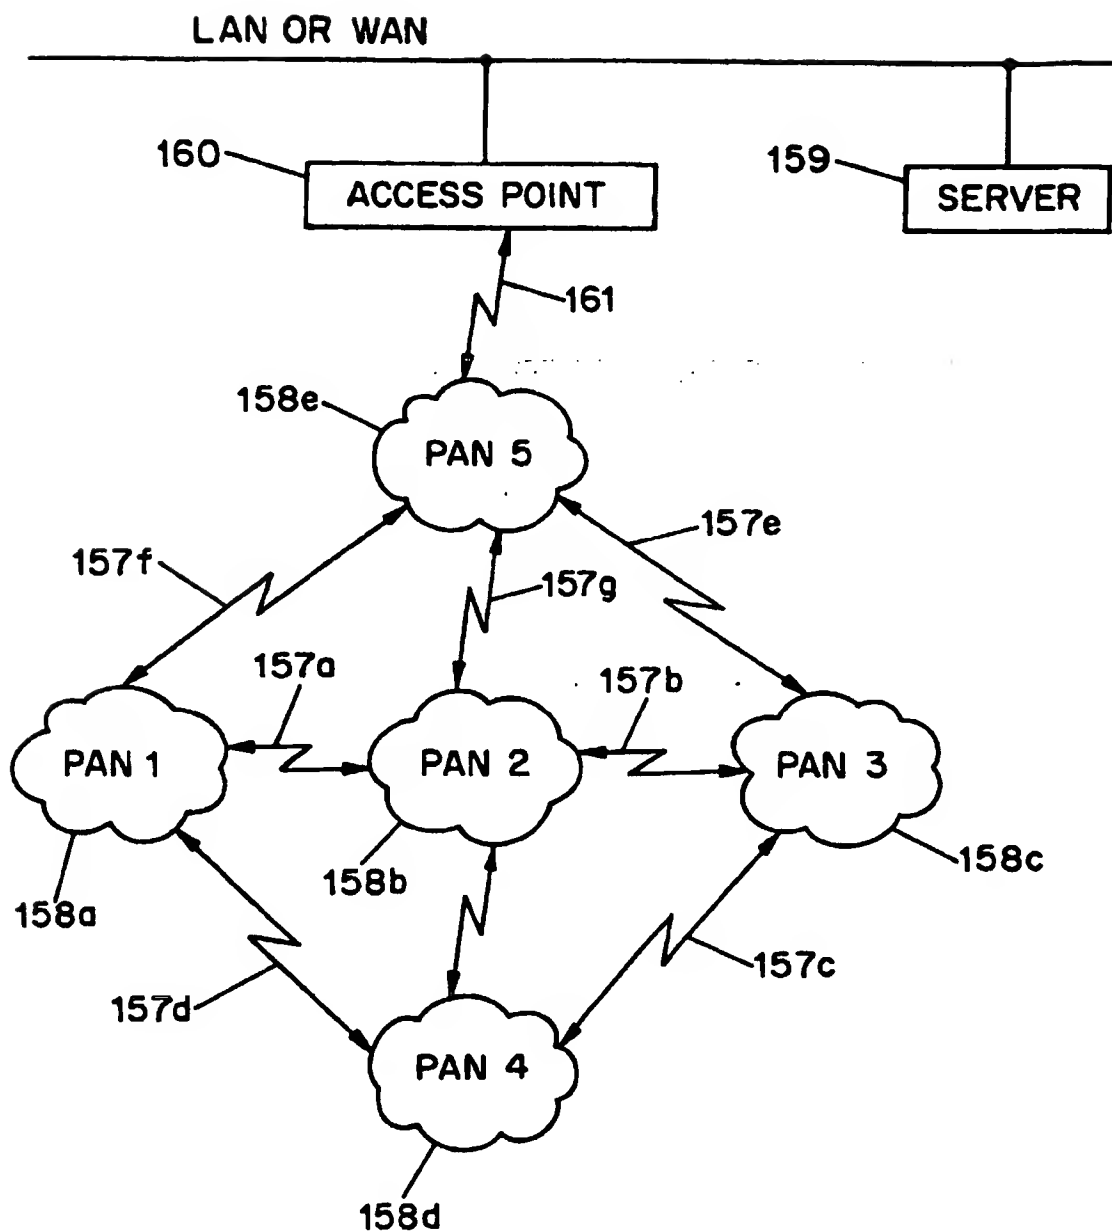 LAN OR WAN
160
ACCESS POINT
159
SERVER
161
158e
PAN 5
157e
157f
157g
157a
157b
PAN 1
PAN 2
PAN 3
158a
158b
158c
157d
157c
PAN 4
158d